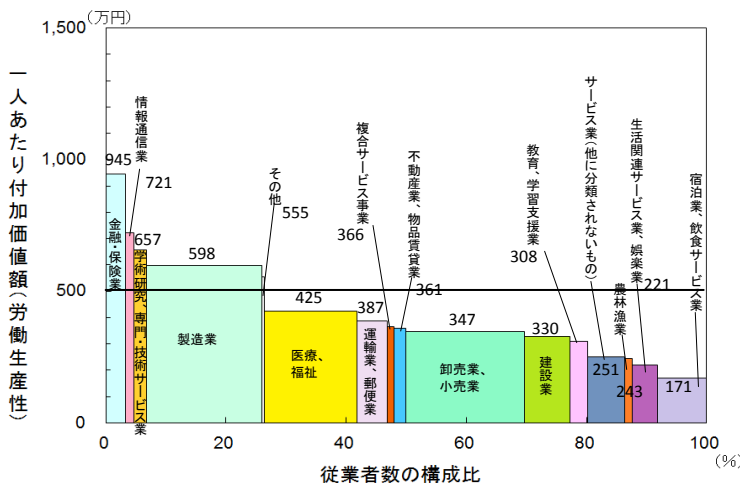 (万円)
1,500
1,000
500
0
一人あたり付加価値額(労働生産性)
945
金融・保険業
情報通信業
721
657
学術研究、専門・技術サービス業
598
製造業
その他
555
425
医療、
福祉
複合サービス事業
366
387
運輸業、郵便業
不動産業、物品賃貸業
361
347
卸売業、
小売業
教育、学習支援業
308
330
建設業
サービス業(他に分類されないもの)
251
農林漁業
243
生活関連サービス業、娯楽業
221
宿泊業、飲食サービス業
171
0
20
40
60
80
100
(%)
従業者数の構成比